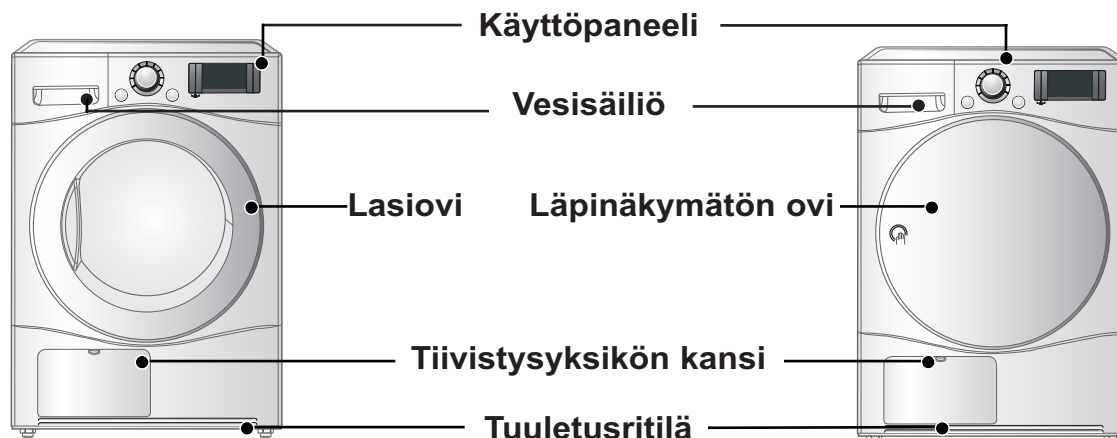 Käyttöpaneeli
Vesisäiliö
Lasiovi
Läpinäkymätön ovi
Tiivistysyksikön kansi
Tuuletusritilä